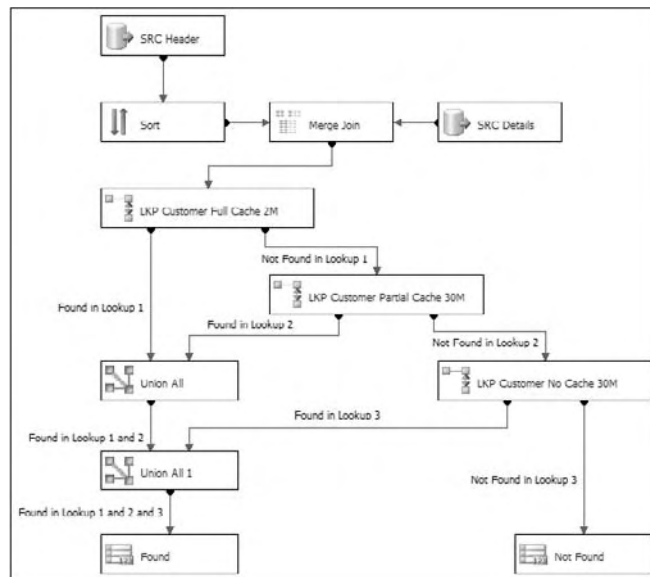 SRC Header
Sort
Merge Join
SRC Details
LKP Customer Full Cache 2M
Not Found in Lookup 1
LKP Customer Partial Cache 30M
Found in Lookup 1
Found in Lookup 2
Not Found in Lookup 2
Union All
LKP Customer No Cache 30M
Found in Lookup 3
Found in Lookup 1 and 2
Union All 1
Not Found in Lookup 3
Found in Lookup 1 and 2 and 3
Found
Not Found